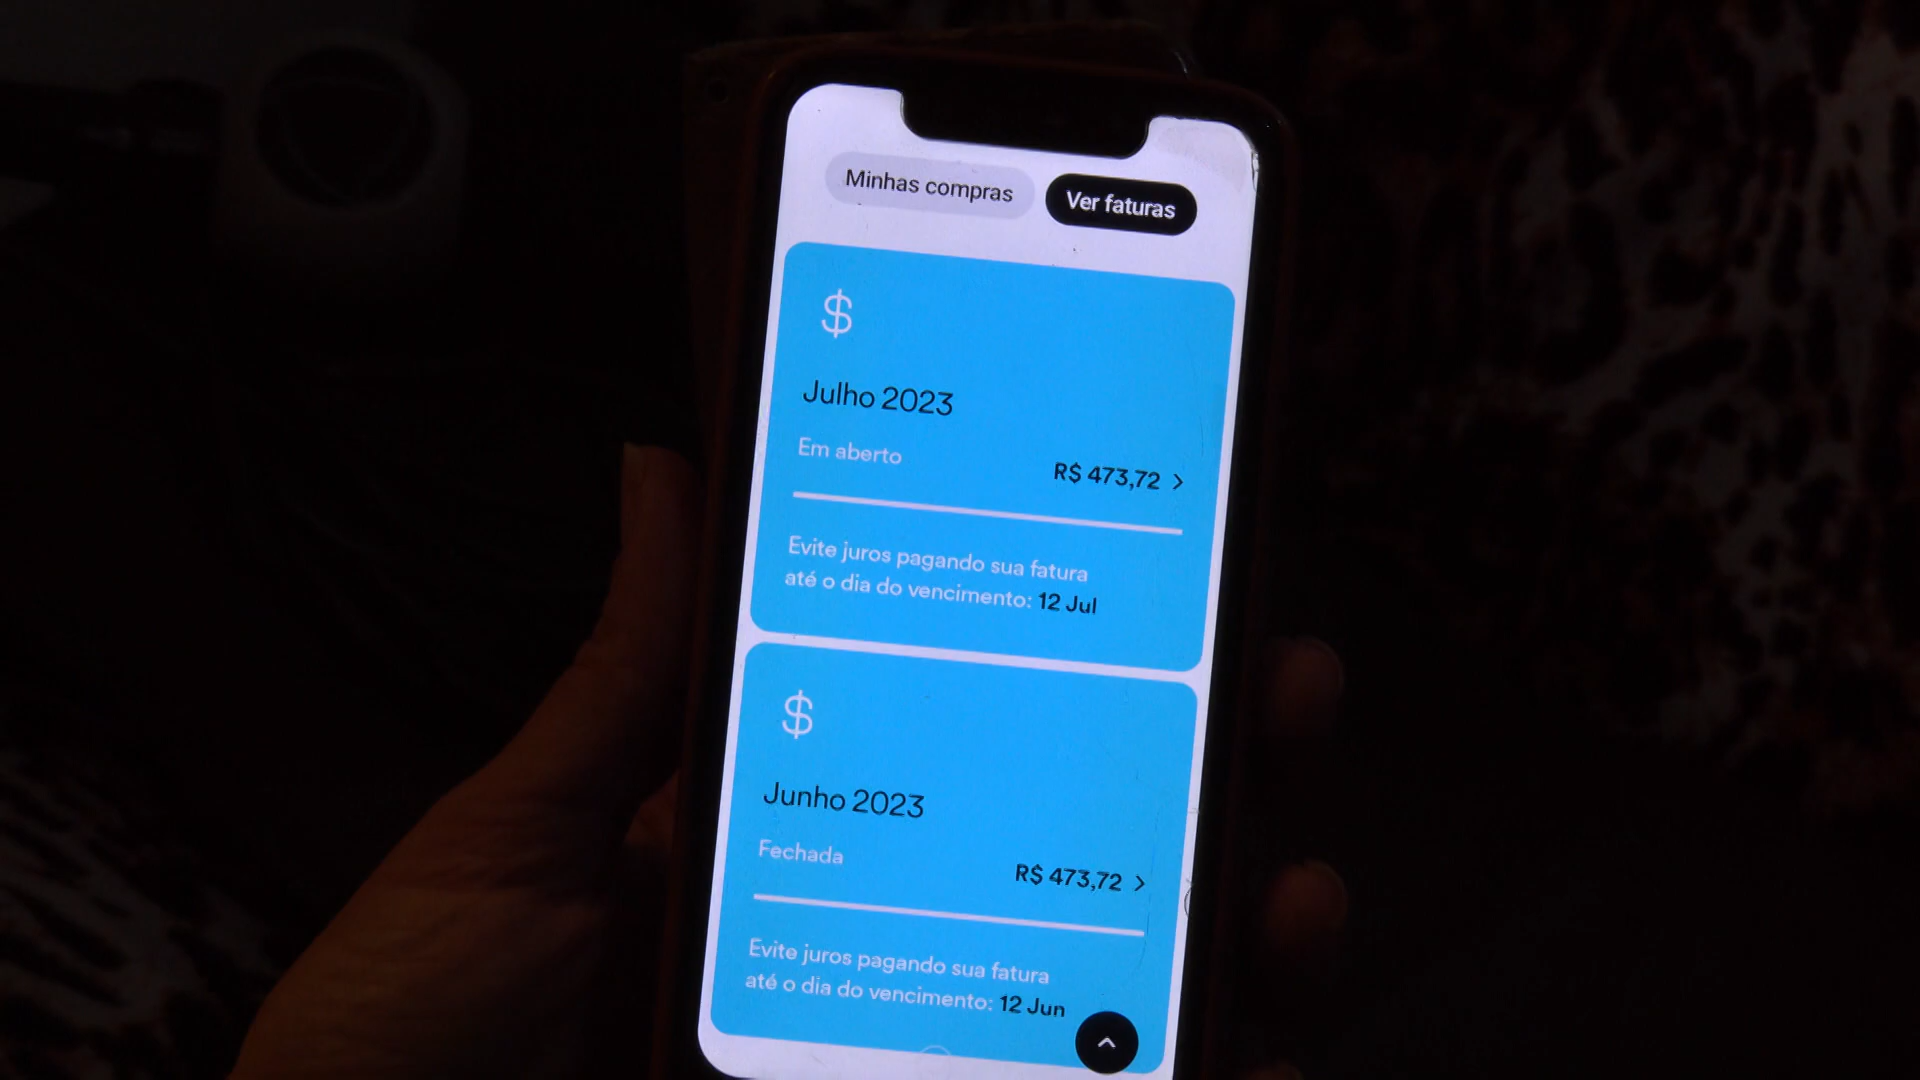 Minhas compras
Ver faturas
$
Julho 2023
Em aberto
R$ 473,72
Evite juros pagando sua fatura
até o dia do vencimento: 12 Jul
$
Junho 2023
Fechada
R$ 473,72
Evite juros pagando sua fatura
até o dia do vencimento: 12 Jun